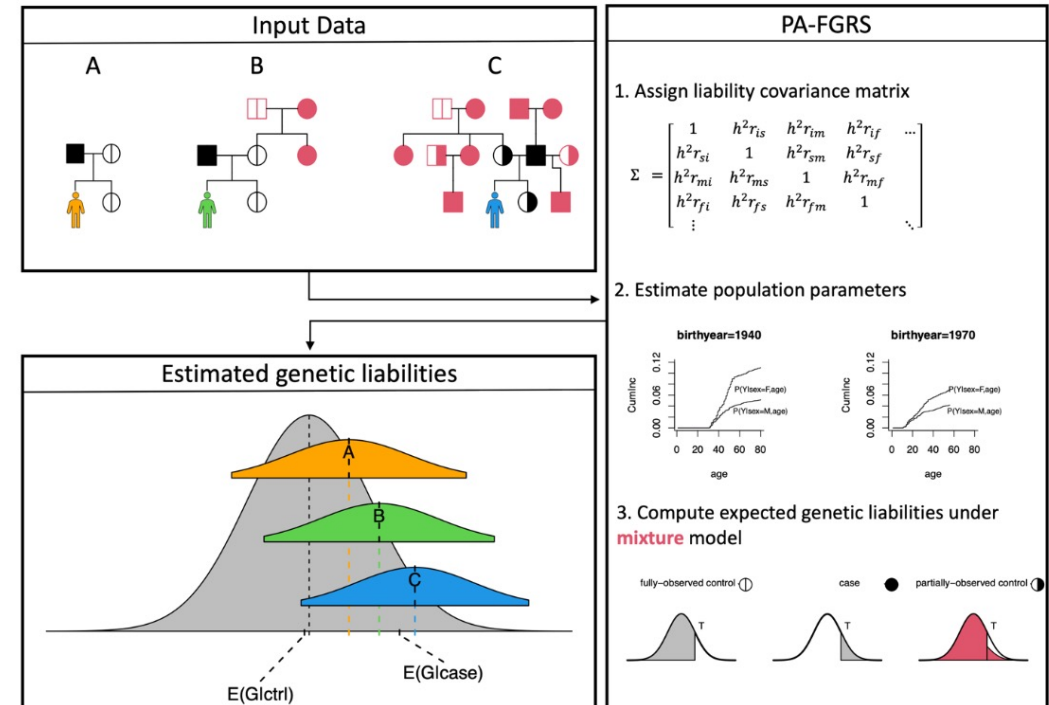 Input Data
A
B
C
PA-FGRS
1. Assign liability covariance matrix
Σ =
1 h²r_is h²r_im h²r_if ...
h²r_si 1 h²r_sm h²r_sf
h²r_mi h²r_ms 1 h²r_mf
h²r_fi h²r_fs h²r_fm 1
⋮ ⋱
2. Estimate population parameters
birthyear=1940
CumInc
0.00 0.06 0.12
P(Y|sex=F,age)
P(Y|sex=M,age)
0 20 40 60 80
age
birthyear=1970
CumInc
0.00 0.06 0.12
P(Y|sex=F,age)
P(Y|sex=M,age)
0 20 40 60 80
age
3. Compute expected genetic liabilities under
mixture model
fully-observed control
T
case
T
partially-observed control
T
Estimated genetic liabilities
A
B
C
E(G|ctrl)
E(G|case)